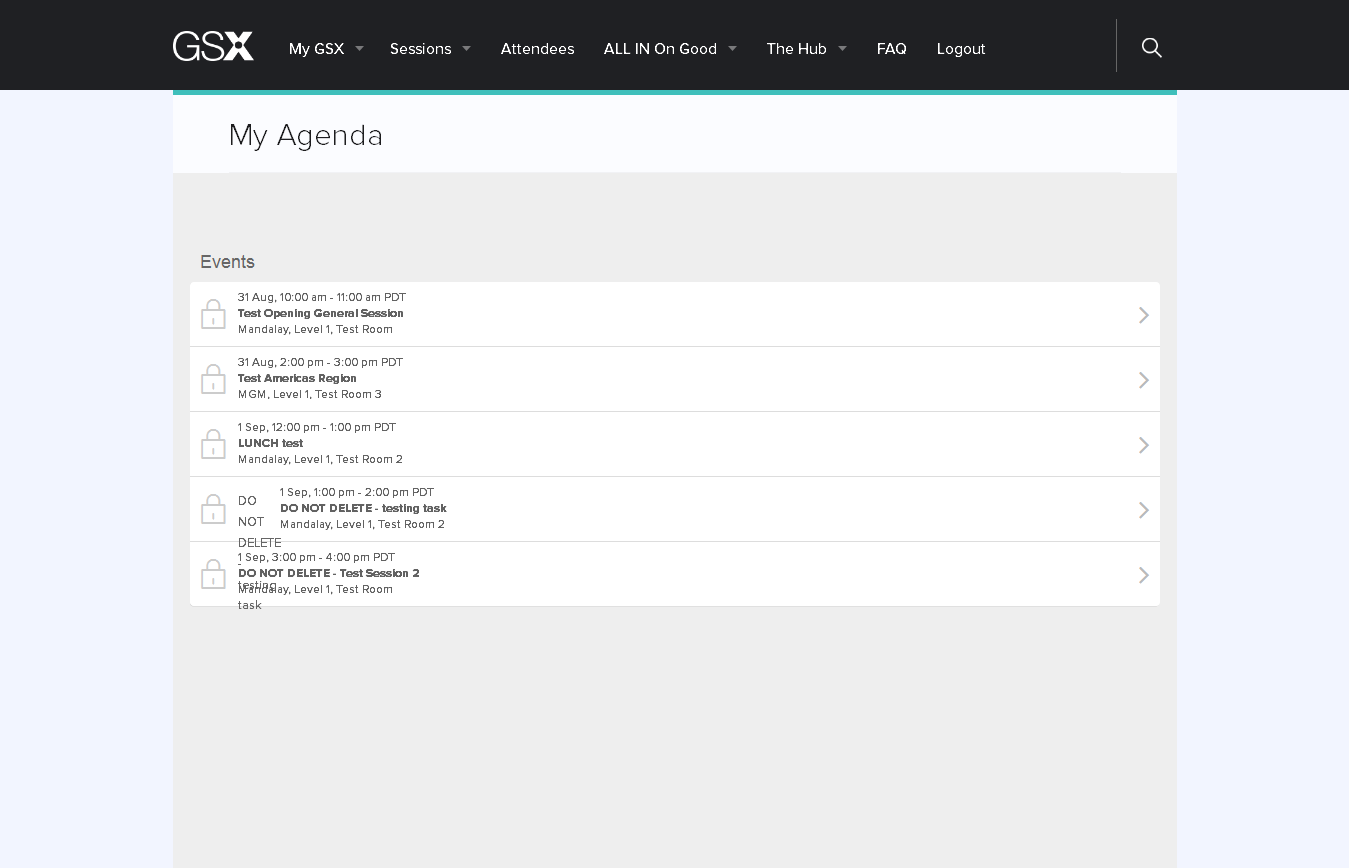 GSX
My GSX
Sessions
Attendees
ALL IN On Good
The Hub
FAQ
Logout
My Agenda
Events
31 Aug, 10:00 am - 11:00 am PDT
Test Opening General Session
Mandalay, Level 1, Test Room
31 Aug, 2:00 pm - 3:00 pm PDT
Test Americas Region
MGM, Level 1, Test Room 3
1 Sep, 12:00 pm - 1:00 pm PDT
LUNCH test
Mandalay, Level 1, Test Room 2
DO
NOT
DELETE
-
testing
task
1 Sep, 1:00 pm - 2:00 pm PDT
DO NOT DELETE - testing task
Mandalay, Level 1, Test Room 2
1 Sep, 3:00 pm - 4:00 pm PDT
DO NOT DELETE - Test Session 2
Mandalay, Level 1, Test Room